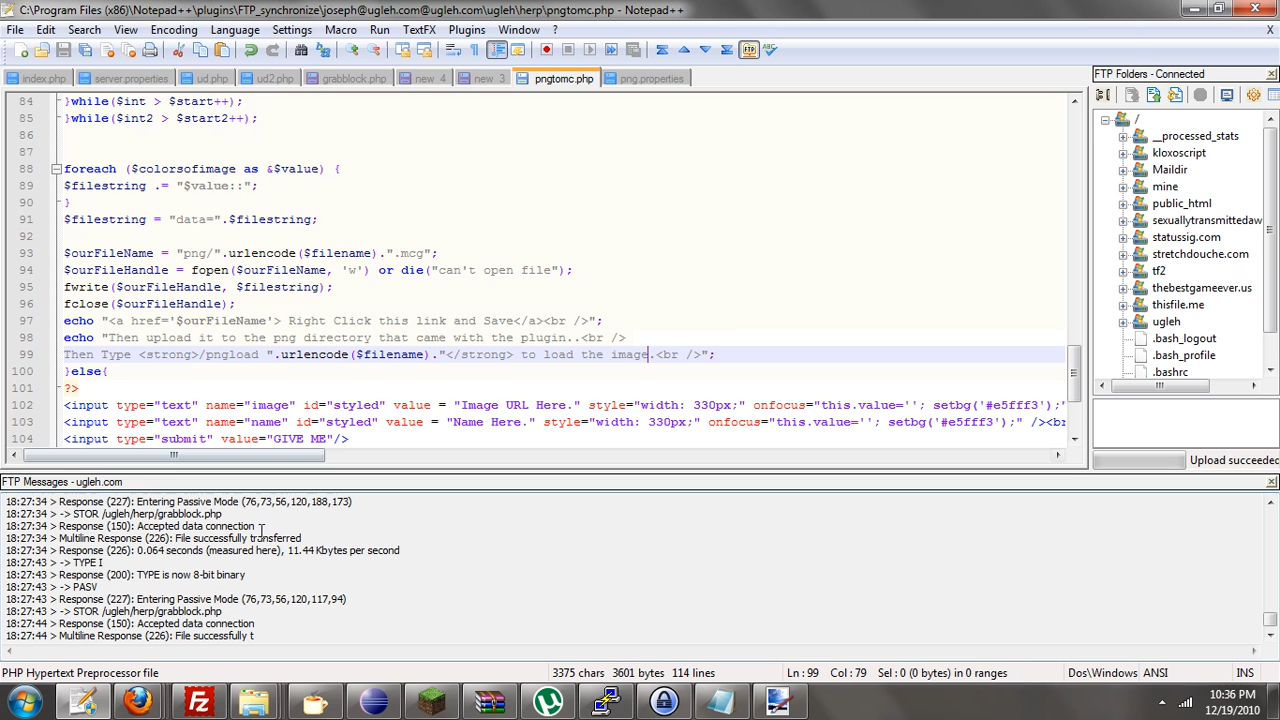 C:\Program Files (x86)\Notepad++\plugins\FTP_synchronize\joseph@ugleh.com@ugleh.com\ugleh\herp\pngtomc.php - Notepad++
File Edit Search View Encoding Language Settings Macro Run TextFX Plugins Window ?
index.php server.properties ud.php ud2.php grabblock.php new 4 new 3 pngtomc.php png.properties
84 }while($int > $start++);
85 }while($int2 > $start2++);
86
87
88 foreach ($colorsofimage as &$value) {
89 $filestring .= "$value::";
90 }
91 $filestring = "data=".$filestring;
92
93 $ourFileName = "png/".urlencode($filename).".mcg";
94 $ourFileHandle = fopen($ourFileName, 'w') or die("can't open file");
95 fwrite($ourFileHandle, $filestring);
96 fclose($ourFileHandle);
97 echo "<a href='$ourFileName'> Right Click this link and Save</a><br />";
98 echo "Then upload it to the png directory that came with the plugin..<br />
99 Then Type <strong>/pngload ".urlencode($filename)."</strong> to load the image.<br />";
100 }else{
101 ?>
102 <input type="text" name="image" id="styled" value = "Image URL Here." style="width: 330px;" onfocus="this.value=''; setbg('#e5fff3');"
103 <input type="text" name="name" id="styled" value = "Name Here." style="width: 330px;" onfocus="this.value=''; setbg('#e5fff3');" /><br
104 <input type="submit" value="GIVE ME"/>
FTP Folders - Connected
/
__processed_stats
kloxoscript
Maildir
mine
public_html
sexuallytransmittedaw
statussig.com
stretchdouche.com
tf2
thebestgameever.us
thisfile.me
ugleh
.bash_logout
.bash_profile
.bashrc
Upload succeeded
FTP Messages - ugleh.com
18:27:34 > Response (227): Entering Passive Mode (76,73,56,120,188,173)
18:27:34 > -> STOR /ugleh/herp/grabblock.php
18:27:34 > Response (150): Accepted data connection
18:27:34 > Multiline Response (226): File successfully transferred
18:27:34 > Response (226): 0.064 seconds (measured here), 11.44 Kbytes per second
18:27:43 > -> TYPE I
18:27:43 > Response (200): TYPE is now 8-bit binary
18:27:43 > -> PASV
18:27:43 > Response (227): Entering Passive Mode (76,73,56,120,117,94)
18:27:43 > -> STOR /ugleh/herp/grabblock.php
18:27:44 > Response (150): Accepted data connection
18:27:44 > Multiline Response (226): File successfully t
PHP Hypertext Preprocessor file 3375 chars 3601 bytes 114 lines Ln : 99 Col : 79 Sel : 0 (0 bytes) in 0 ranges Dos\Windows ANSI INS
10:36 PM
12/19/2010